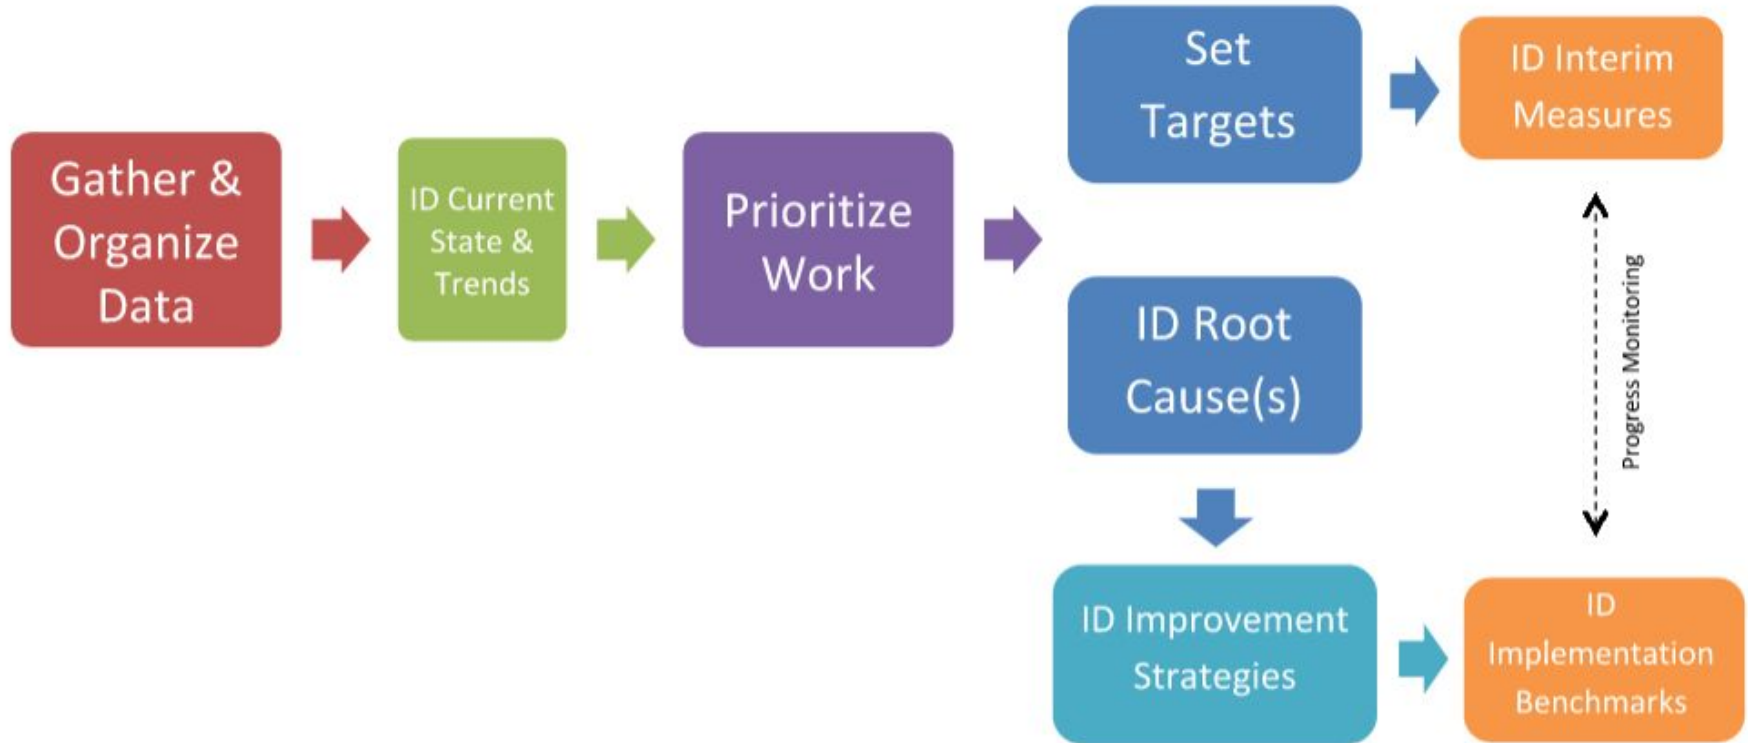 Gather &
Organize
Data
ID Current
State &
Trends
Prioritize
Work
Set
Targets
ID Interim
Measures
ID Root
Cause(s)
Progress Monitoring
ID Improvement
Strategies
ID
Implementation
Benchmarks